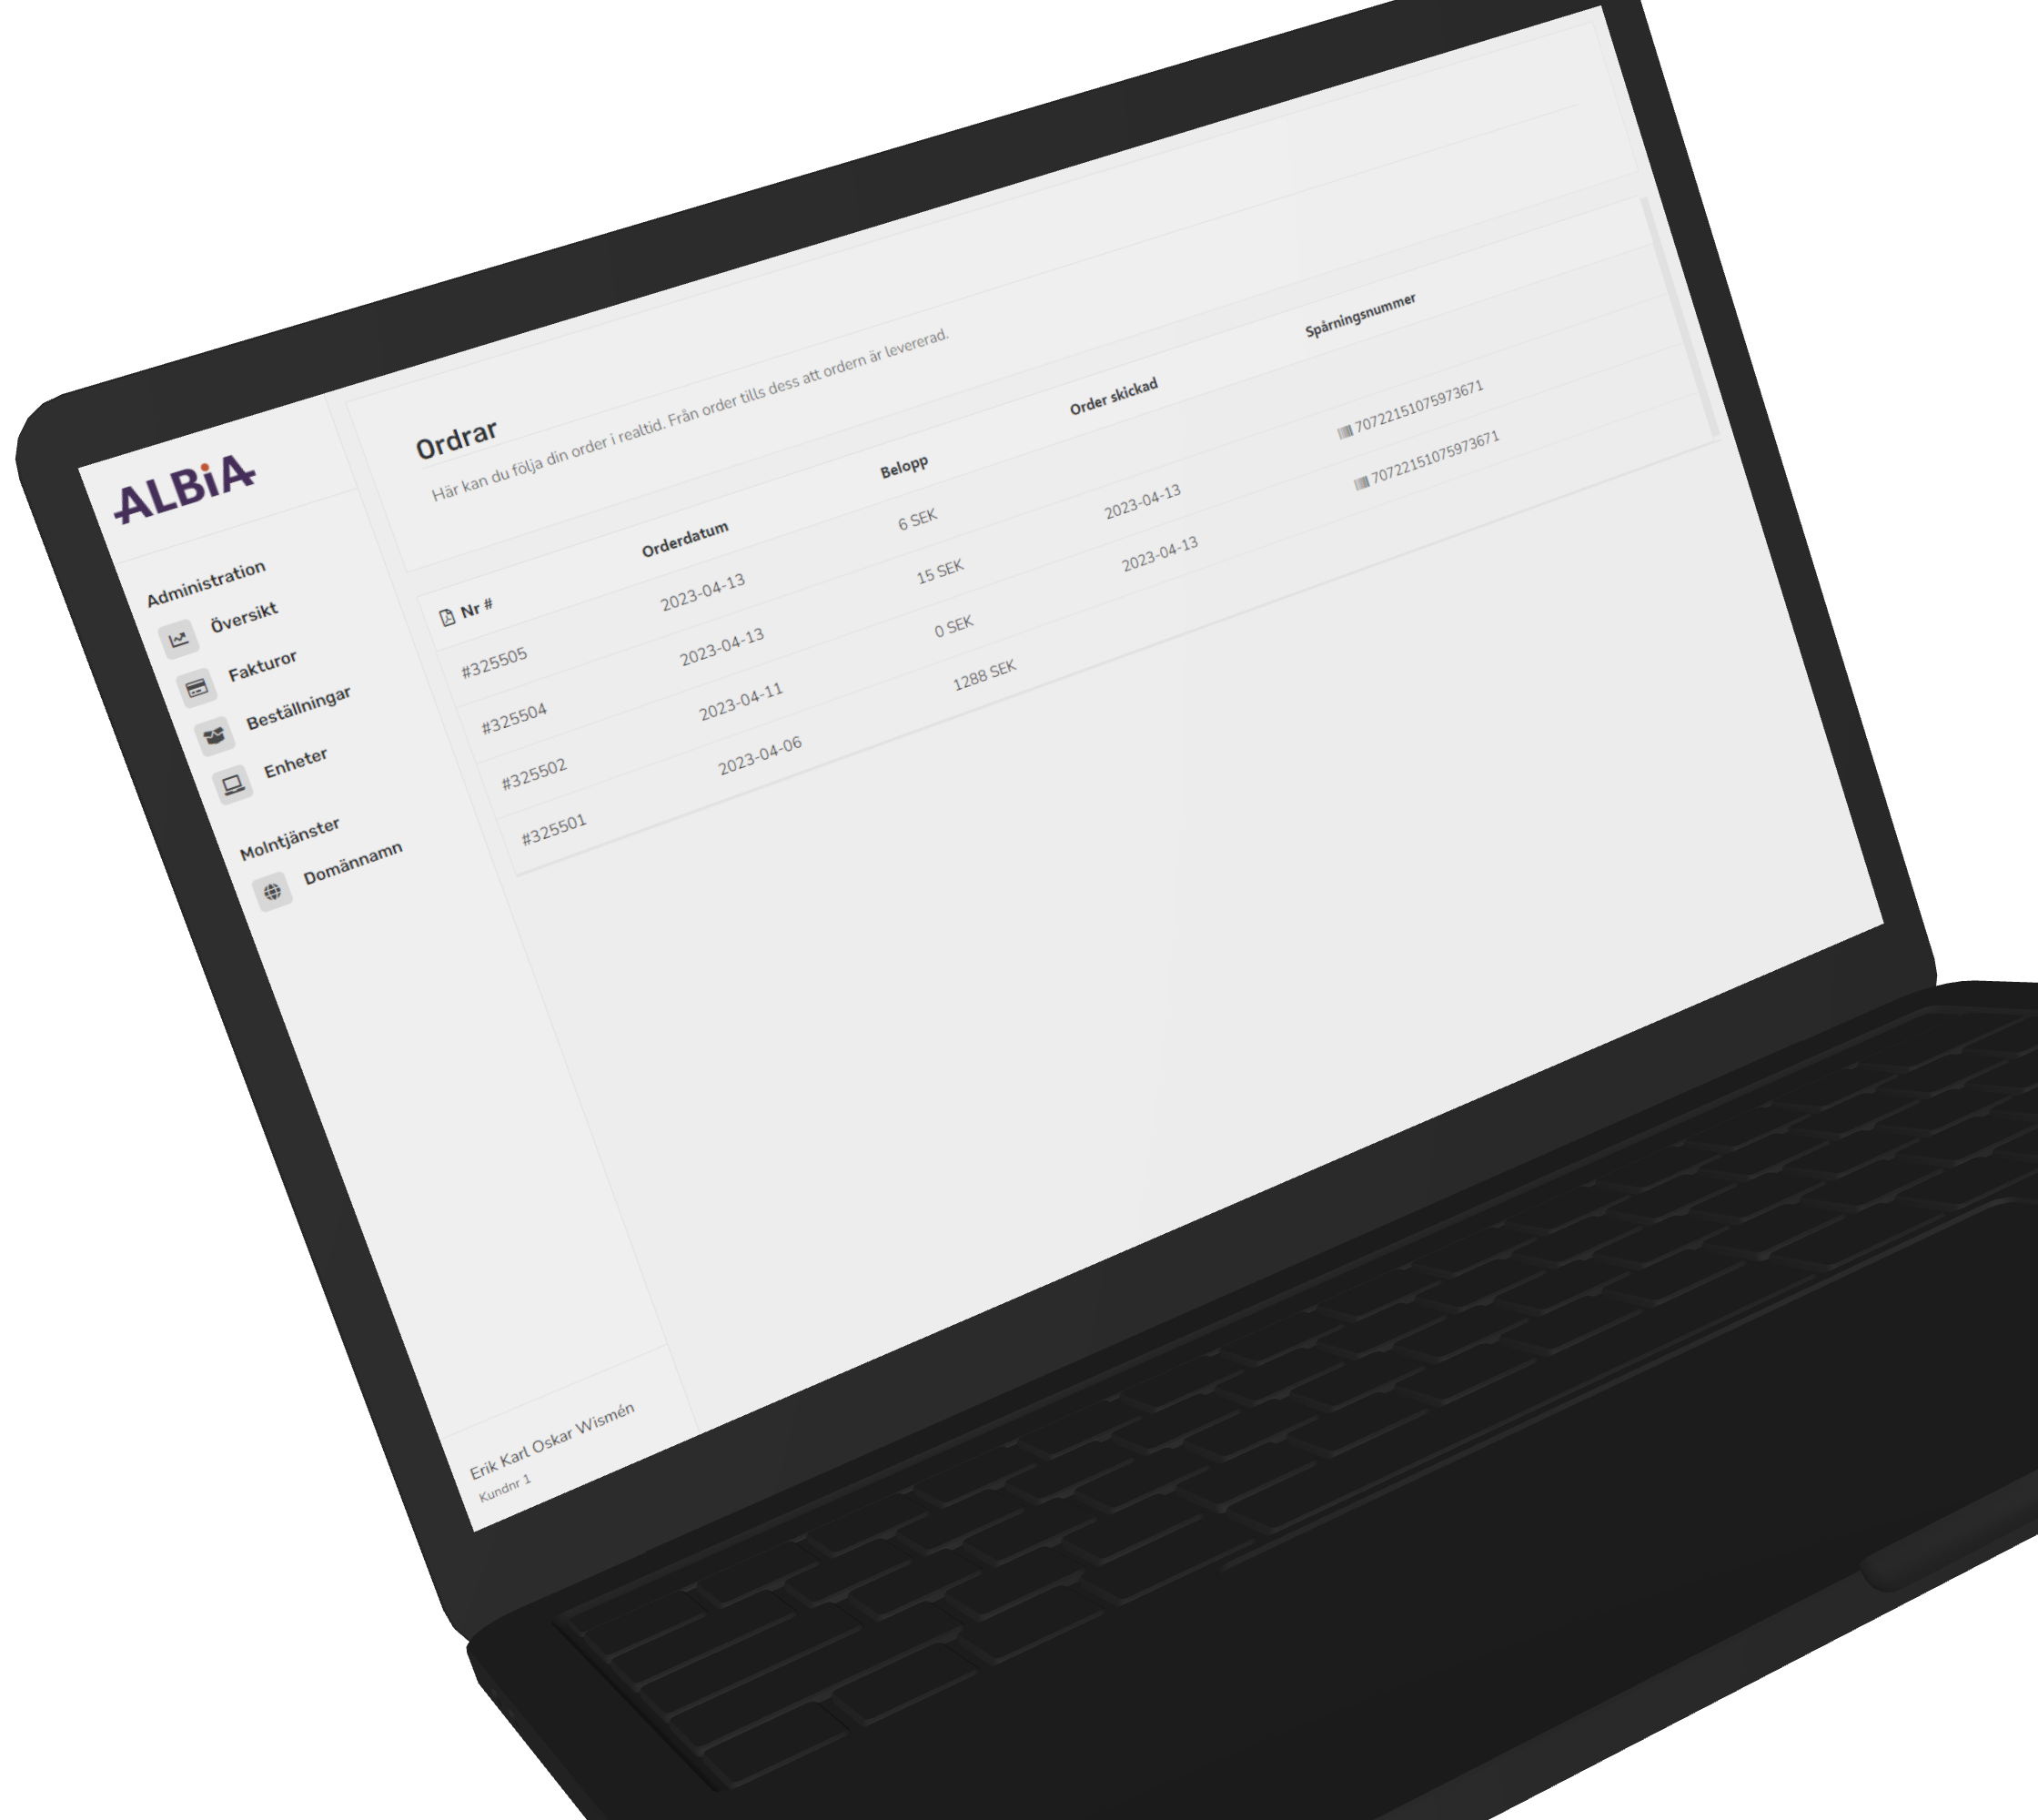 ALBiA
Administration
Översikt
Fakturor
Beställningar
Enheter
Molntjänster
Domännamn
Erik Karl Oskar Wismén
Kundnr 1
Ordrar
Här kan du följa din order i realtid. Från order tills dess att ordern är levererad.
Nr # Orderdatum Belopp Order skickad Spårningsnummer
#325505 2023-04-13 6 SEK
#325504 2023-04-13 15 SEK 2023-04-13 70722151075973671
#325502 2023-04-11 0 SEK 2023-04-13 70722151075973671
#325501 2023-04-06 1288 SEK